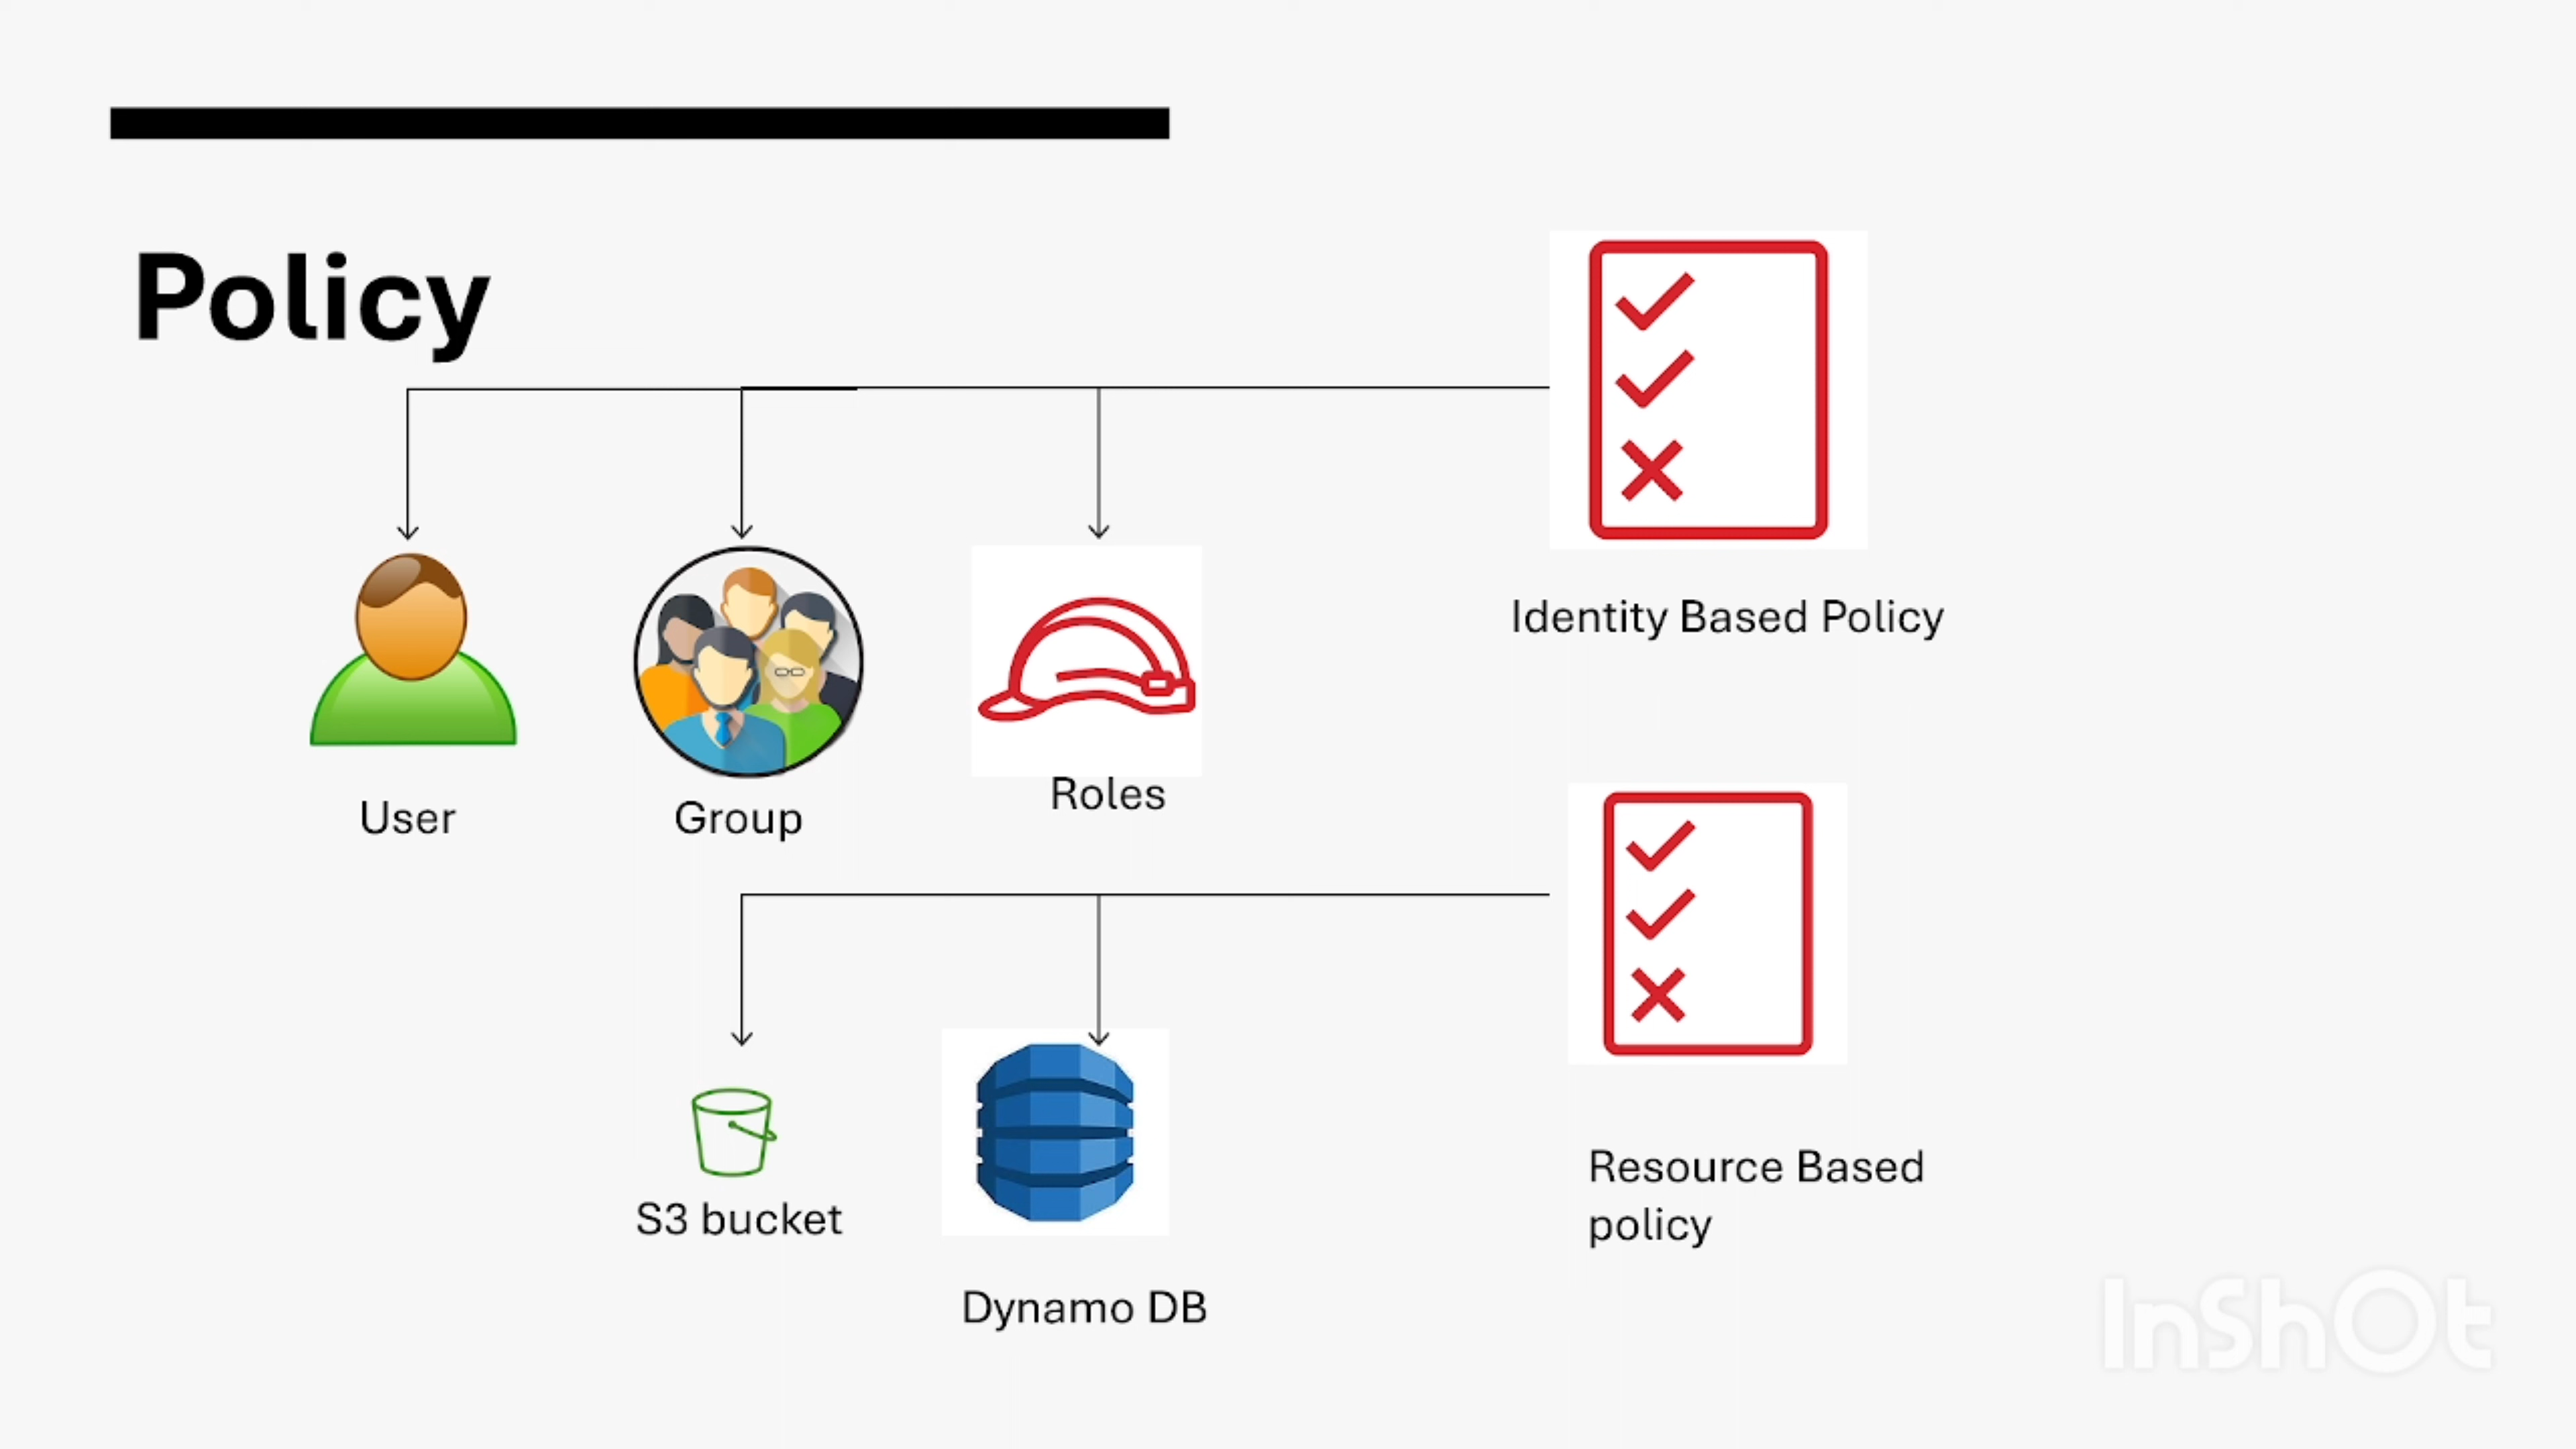 Policy
Identity Based Policy
User
Group
Roles
S3 bucket
Dynamo DB
Resource Based
policy
InShOt